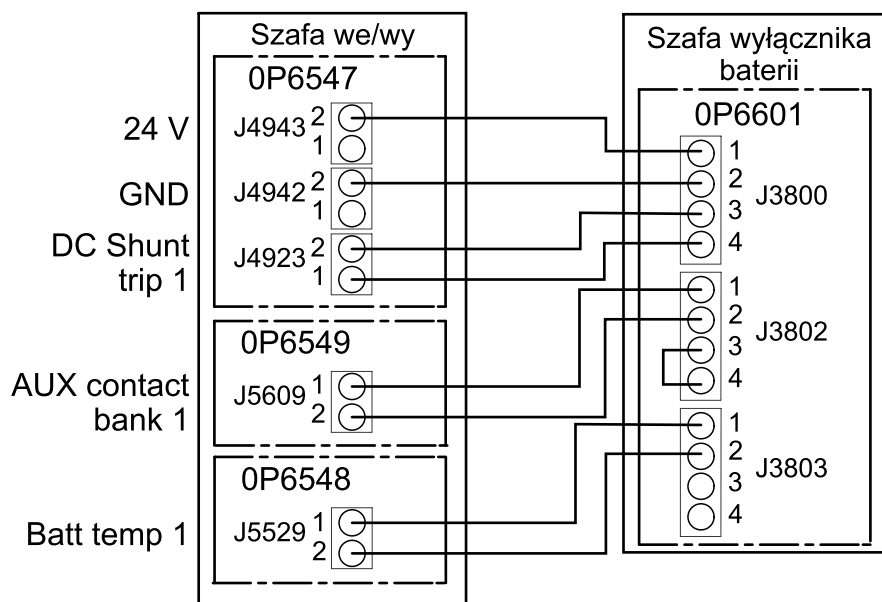 Szafa we/wy
0P6547
24 V
J4943
2
1
GND
J4942
2
1
DC Shunt
trip 1
J4923
2
1
0P6549
AUX contact
bank 1
J5609
1
2
0P6548
Batt temp 1
J5529
1
2
Szafa wyłącznika
baterii
0P6601
1
2
3
4
J3800
1
2
3
4
J3802
1
2
3
4
J3803